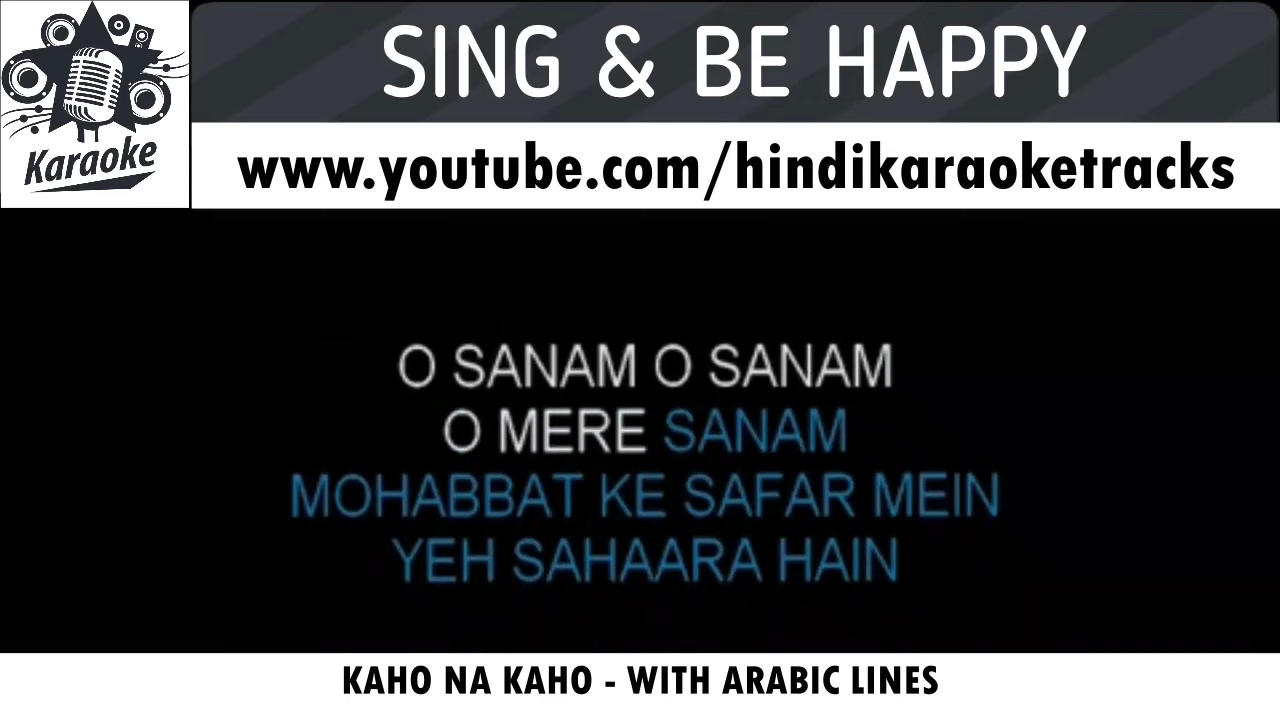 SING & BE HAPPY
Karaoke
www.youtube.com/hindikaraoketracks
O SANAM O SANAM
O MERE SANAM
MOHABBAT KE SAFAR MEIN
YEH SAHAARA HAIN
KAHO NA KAHO - WITH ARABIC LINES